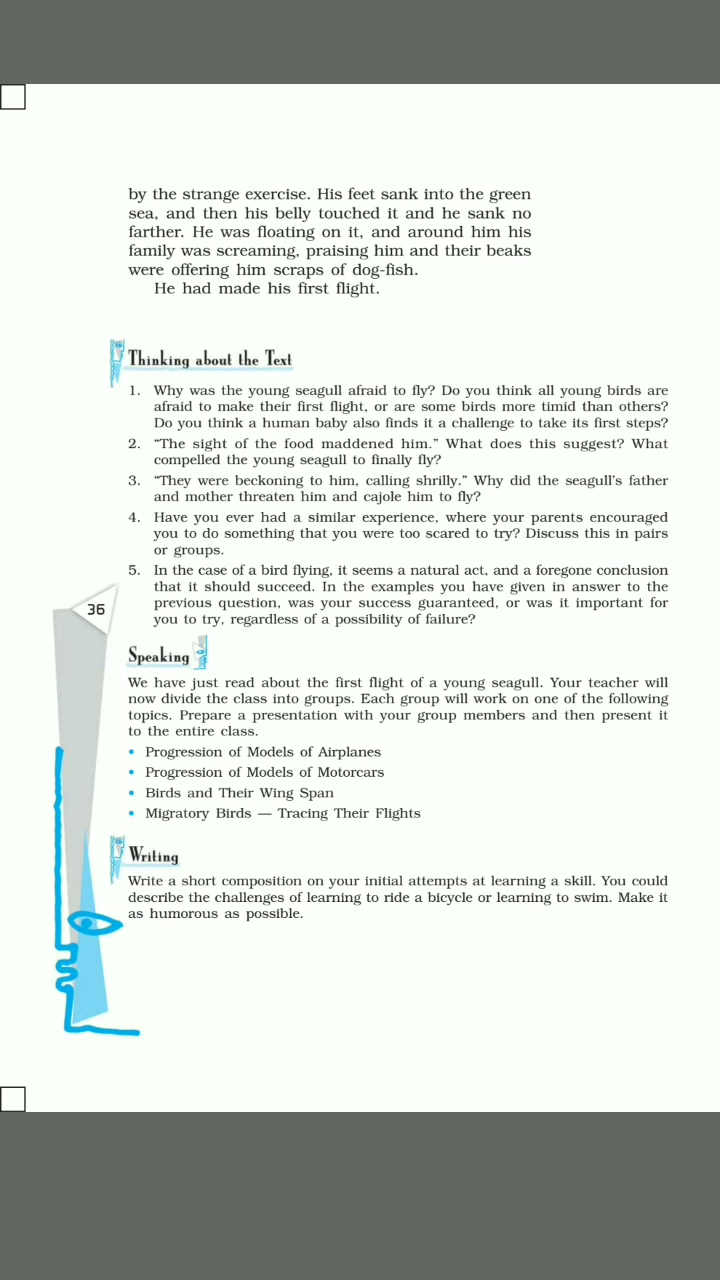 by the strange exercise. His feet sank into the green
sea, and then his belly touched it and he sank no
farther. He was floating on it, and around him his
family was screaming, praising him and their beaks
were offering him scraps of dog-fish.
He had made his first flight.
Thinking about the Text
1. Why was the young seagull afraid to fly? Do you think all young birds are
afraid to make their first flight, or are some birds more timid than others?
Do you think a human baby also finds it a challenge to take its first steps?
2. “The sight of the food maddened him.” What does this suggest? What
compelled the young seagull to finally fly?
3. “They were beckoning to him, calling shrilly.” Why did the seagull’s father
and mother threaten him and cajole him to fly?
4. Have you ever had a similar experience, where your parents encouraged
you to do something that you were too scared to try? Discuss this in pairs
or groups.
5. In the case of a bird flying, it seems a natural act, and a foregone conclusion
that it should succeed. In the examples you have given in answer to the
previous question, was your success guaranteed, or was it important for
you to try, regardless of a possibility of failure?
36
Speaking
We have just read about the first flight of a young seagull. Your teacher will
now divide the class into groups. Each group will work on one of the following
topics. Prepare a presentation with your group members and then present it
to the entire class.
• Progression of Models of Airplanes
• Progression of Models of Motorcars
• Birds and Their Wing Span
• Migratory Birds — Tracing Their Flights
Writing
Write a short composition on your initial attempts at learning a skill. You could
describe the challenges of learning to ride a bicycle or learning to swim. Make it
as humorous as possible.